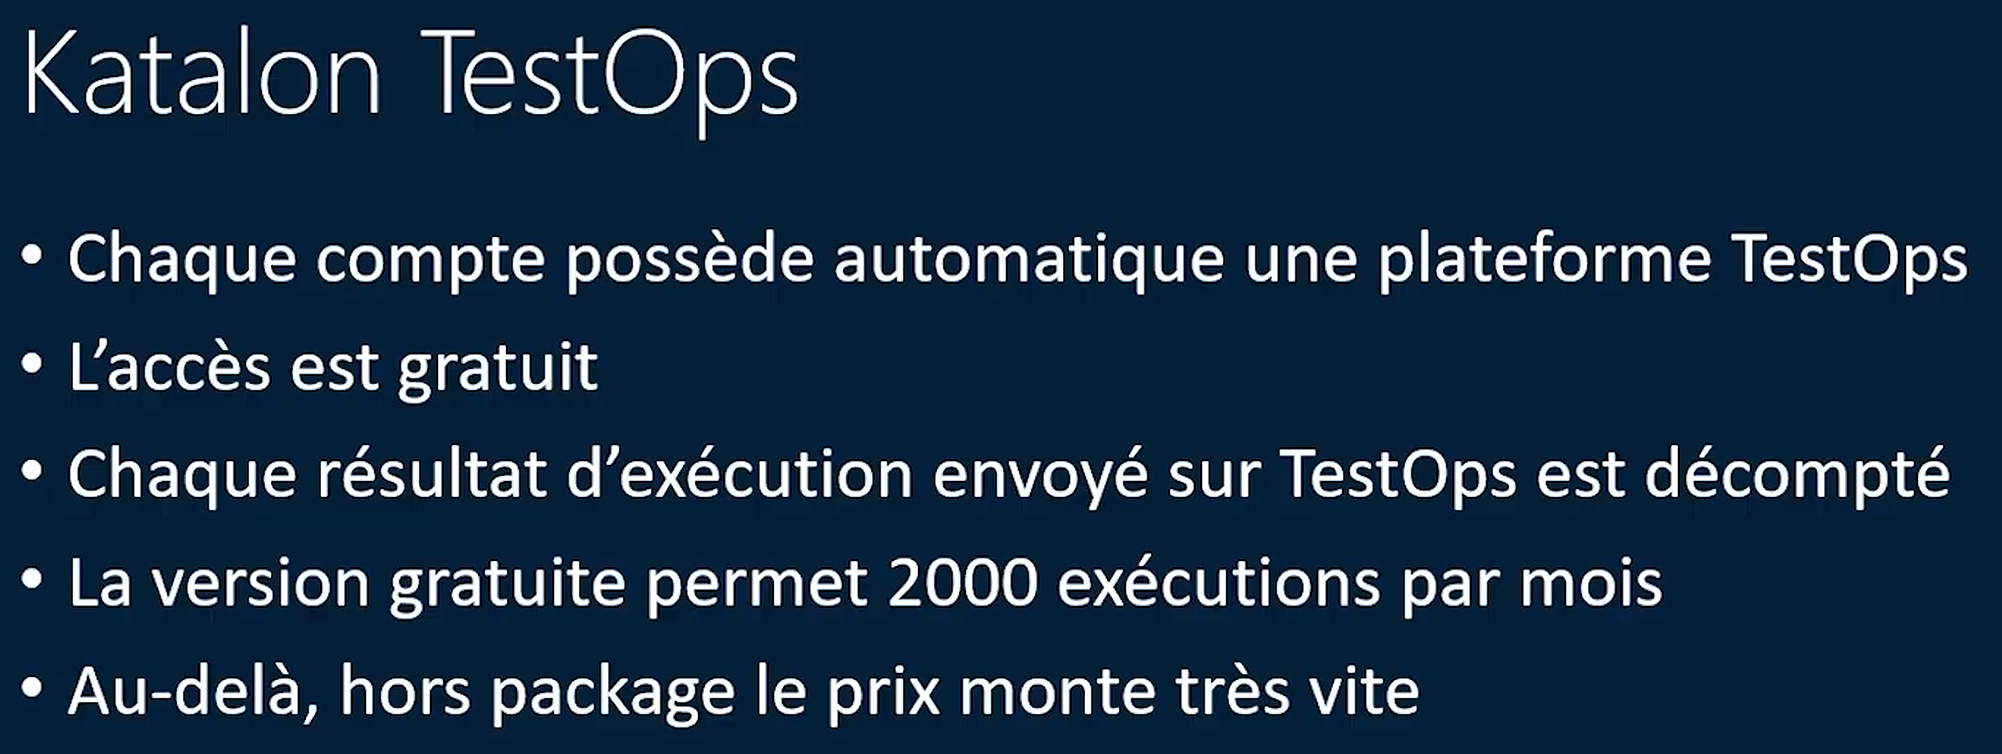 Katalon TestOps
• Chaque compte possède automatique une plateforme TestOps
• L’accès est gratuit
• Chaque résultat d’exécution envoyé sur TestOps est décompté
• La version gratuite permet 2000 exécutions par mois
• Au-delà, hors package le prix monte très vite